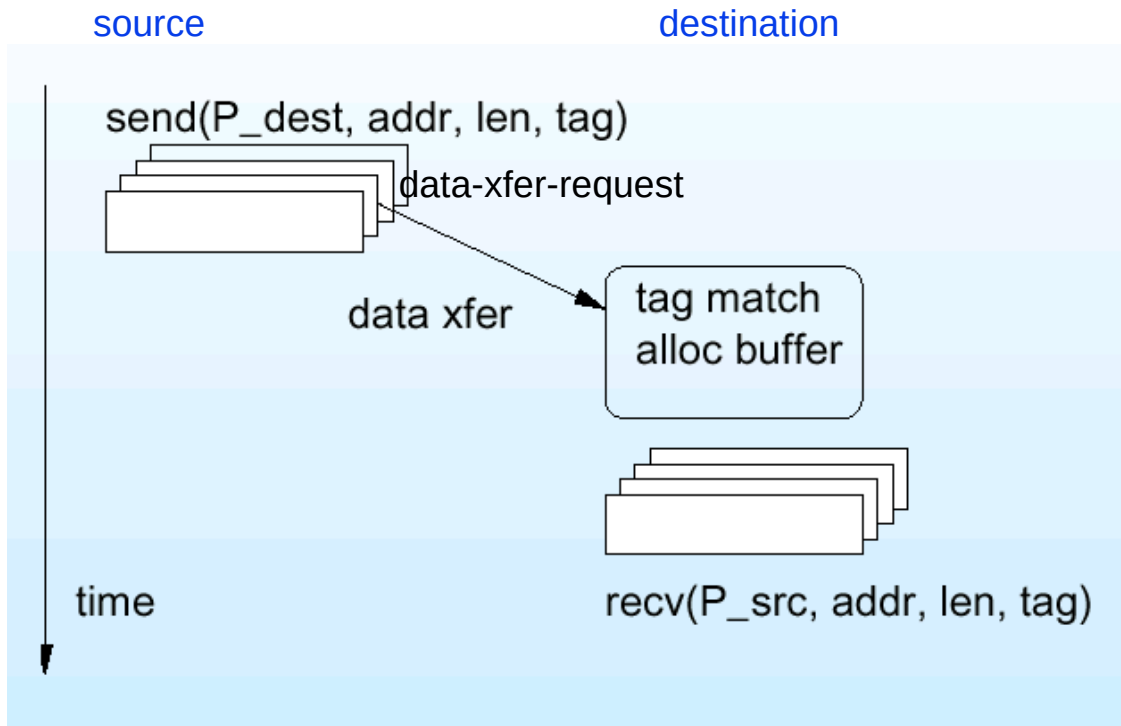 source
destination
send(P_dest, addr, len, tag)
data-xfer-request
data xfer
tag match
alloc buffer
time
recv(P_src, addr, len, tag)